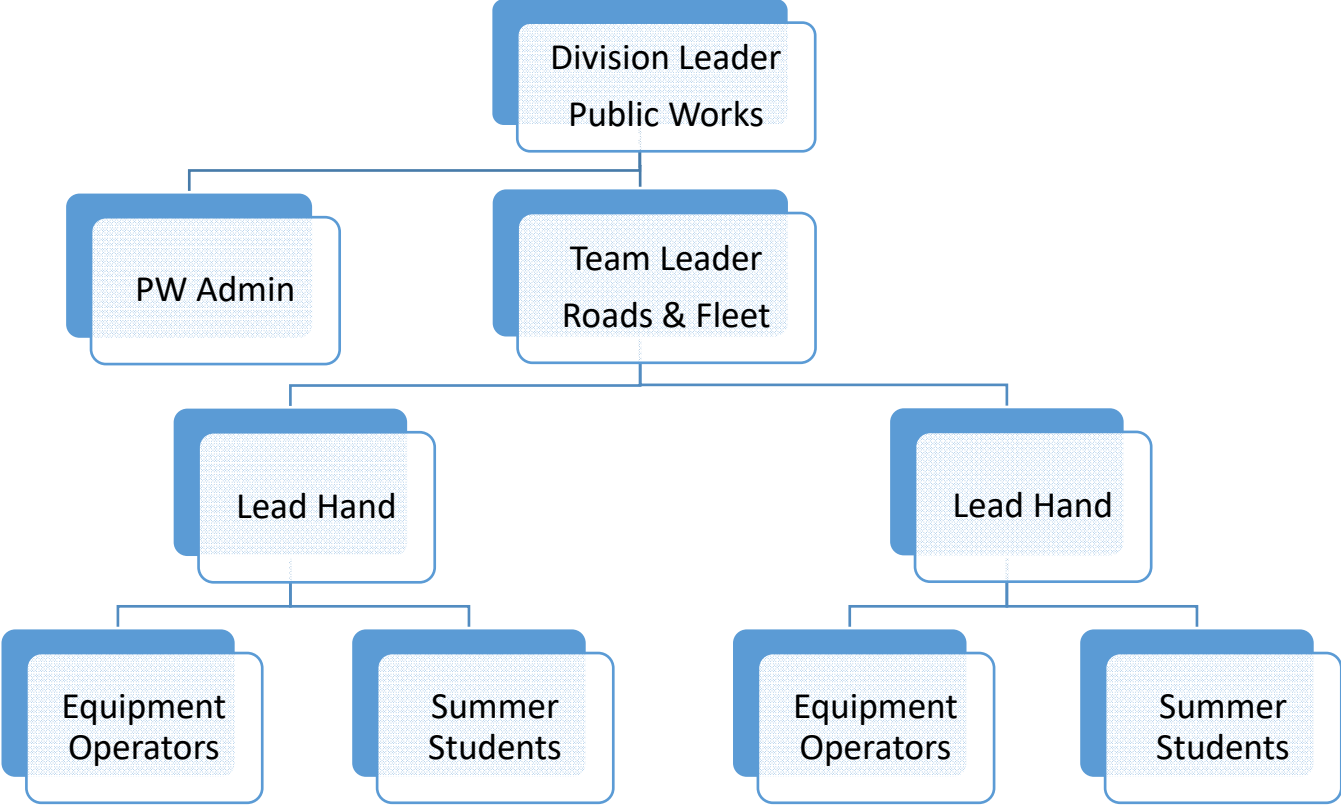 Division Leader
Public Works
PW Admin
Team Leader
Roads & Fleet
Lead Hand
Lead Hand
Equipment
Operators
Summer
Students
Equipment
Operators
Summer
Students